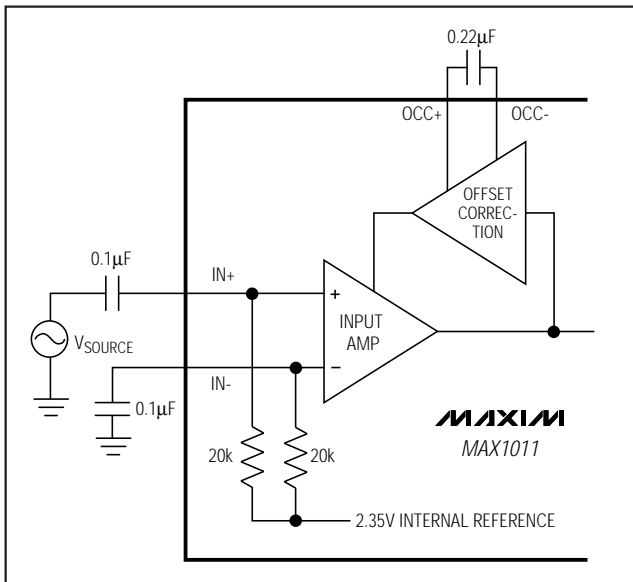 0.22μF
OCC+
OCC-
OFFSET
CORREC-
TION
0.1μF
IN+
+
INPUT
AMP
VSOURCE
−
IN-
0.1μF
MAXIM
MAX1011
20k
20k
2.35V INTERNAL REFERENCE